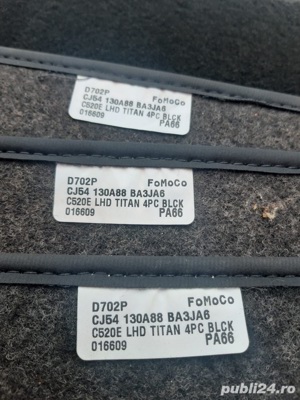 D702P FoMoCo
CJ54 130A88 BA3JA6
C520E LHD TITAN 4PC BLCK
016609 PA66
D702P FoMoCo
CJ54 130A88 BA3JA6
C520E LHD TITAN 4PC BLCK
016609 PA66
D702P FoMoCo
CJ54 130A88 BA3JA6
C520E LHD TITAN 4PC BLCK
016609 PA66
publi24.ro